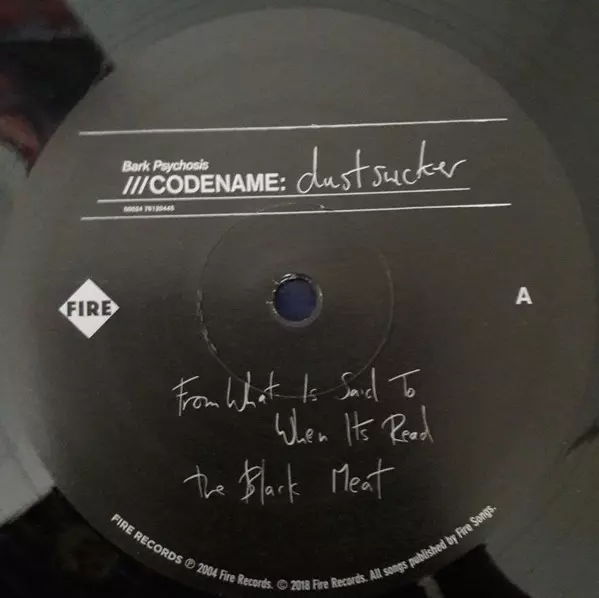 Bark Psychosis
///CODENAME: dustsucker
FIRE
A
From What Is Said To
When Its Read
the Black Meat
FIRE RECORDS ℗ 2004 Fire Records. © 2018 Fire Records. All songs published by Fire Songs.